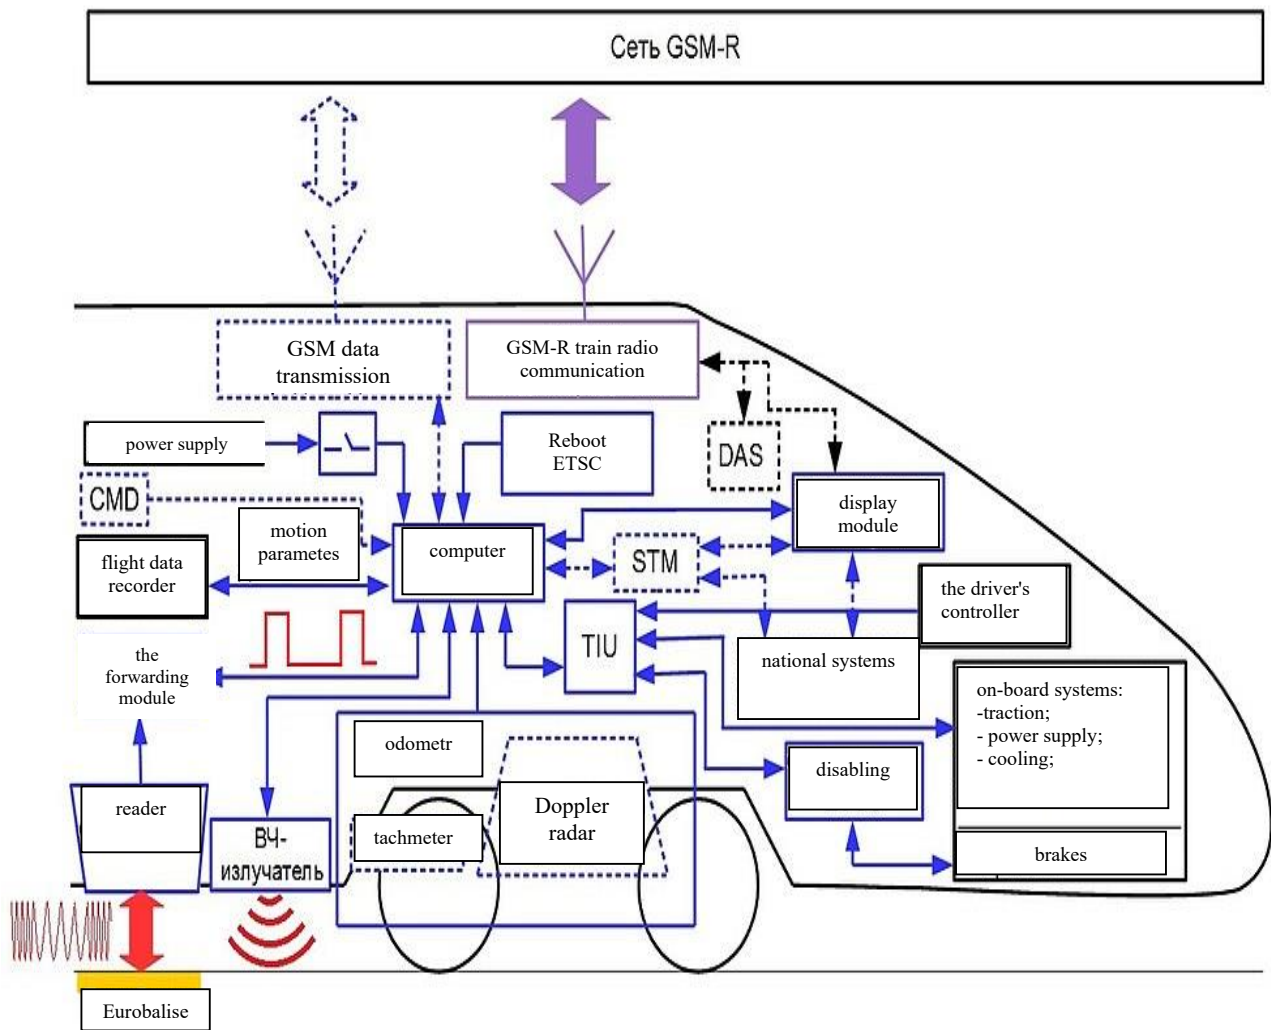 Сеть GSM-R
GSM data
transmission
GSM-R train radio
communication
power supply
Reboot
ETSC
DAS
CMD
display
module
motion
parametes
computer
STM
flight data
recorder
the driver's
controller
TIU
the
forwarding
module
national systems
on-board systems:
-traction;
- power supply;
- cooling;
odometr
disabling
reader
Doppler
radar
tachmeter
ВЧ-
излучатель
brakes
Eurobalise